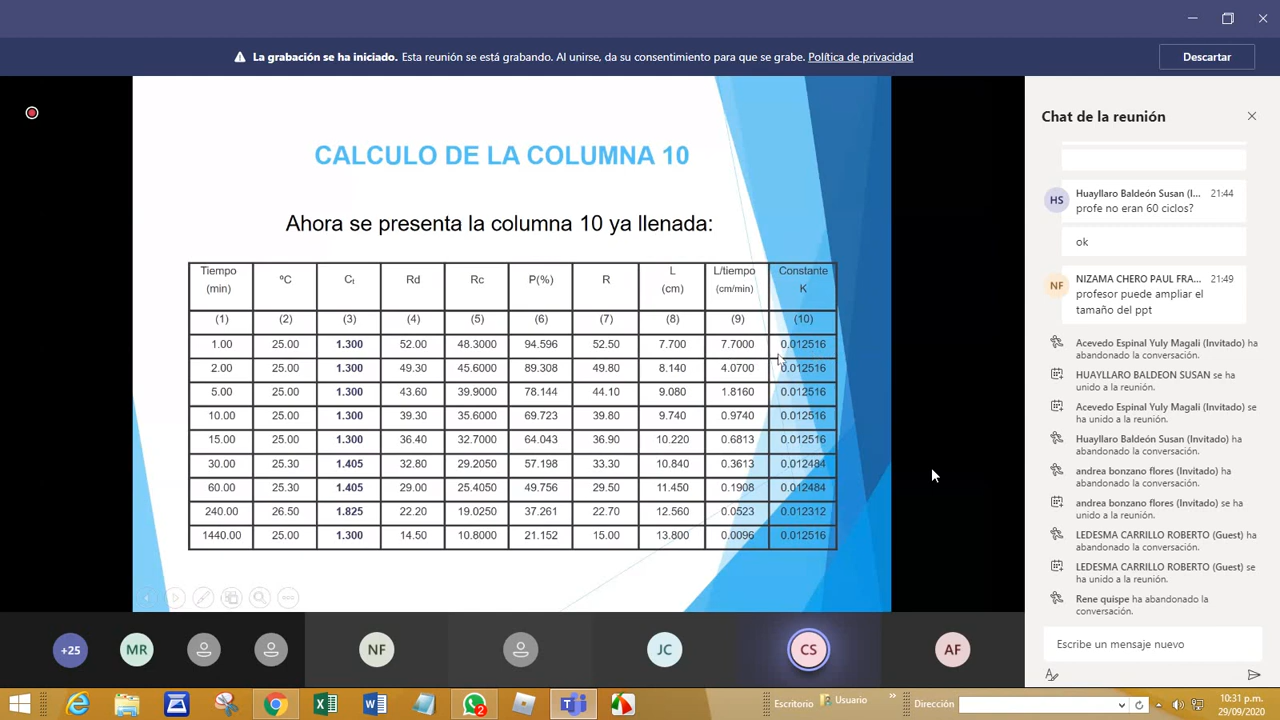 La grabación se ha iniciado. Esta reunión se está grabando. Al unirse, da su consentimiento para que se grabe. Política de privacidad
Descartar
CALCULO DE LA COLUMNA 10
Ahora se presenta la columna 10 ya llenada:
Tiempo (min) ºC Ct Rd Rc P(%) R L (cm) L/tiempo (cm/min) Constante K
(1) (2) (3) (4) (5) (6) (7) (8) (9) (10)
1.00 25.00 1.300 52.00 48.3000 94.596 52.50 7.700 7.7000 0.012516
2.00 25.00 1.300 49.30 45.6000 89.308 49.80 8.140 4.0700 0.012516
5.00 25.00 1.300 43.60 39.9000 78.144 44.10 9.080 1.8160 0.012516
10.00 25.00 1.300 39.30 35.6000 69.723 39.80 9.740 0.9740 0.012516
15.00 25.00 1.300 36.40 32.7000 64.043 36.90 10.220 0.6813 0.012516
30.00 25.30 1.405 32.80 29.2050 57.198 33.30 10.840 0.3613 0.012484
60.00 25.30 1.405 29.00 25.4050 49.756 29.50 11.450 0.1908 0.012484
240.00 26.50 1.825 22.20 19.0250 37.261 22.70 12.560 0.0523 0.012312
1440.00 25.00 1.300 14.50 10.8000 21.152 15.00 13.800 0.0096 0.012516
+25
MR
NF
JC
CS
AF
Chat de la reunión
HS
Huayllaro Baldeón Susan (I... 21:44
profe no eran 60 ciclos?
ok
NF
NIZAMA CHERO PAUL FRA... 21:49
profesor puede ampliar el
tamaño del ppt
Acevedo Espinal Yuly Magali (Invitado) ha
abandonado la conversación.
HUAYLLARO BALDEON SUSAN se ha
unido a la reunión.
Acevedo Espinal Yuly Magali (Invitado) se
ha unido a la reunión.
Huayllaro Baldeón Susan (Invitado) ha
abandonado la conversación.
andrea bonzano flores (Invitado) ha
abandonado la conversación.
andrea bonzano flores (Invitado) se ha
unido a la reunión.
LEDESMA CARRILLO ROBERTO (Guest) ha
abandonado la conversación.
LEDESMA CARRILLO ROBERTO (Guest) se
ha unido a la reunión.
Rene quispe ha abandonado la
conversación.
Escribe un mensaje nuevo
2
Escritorio
Usuario
»
Dirección
10:31 p.m.
29/09/2020